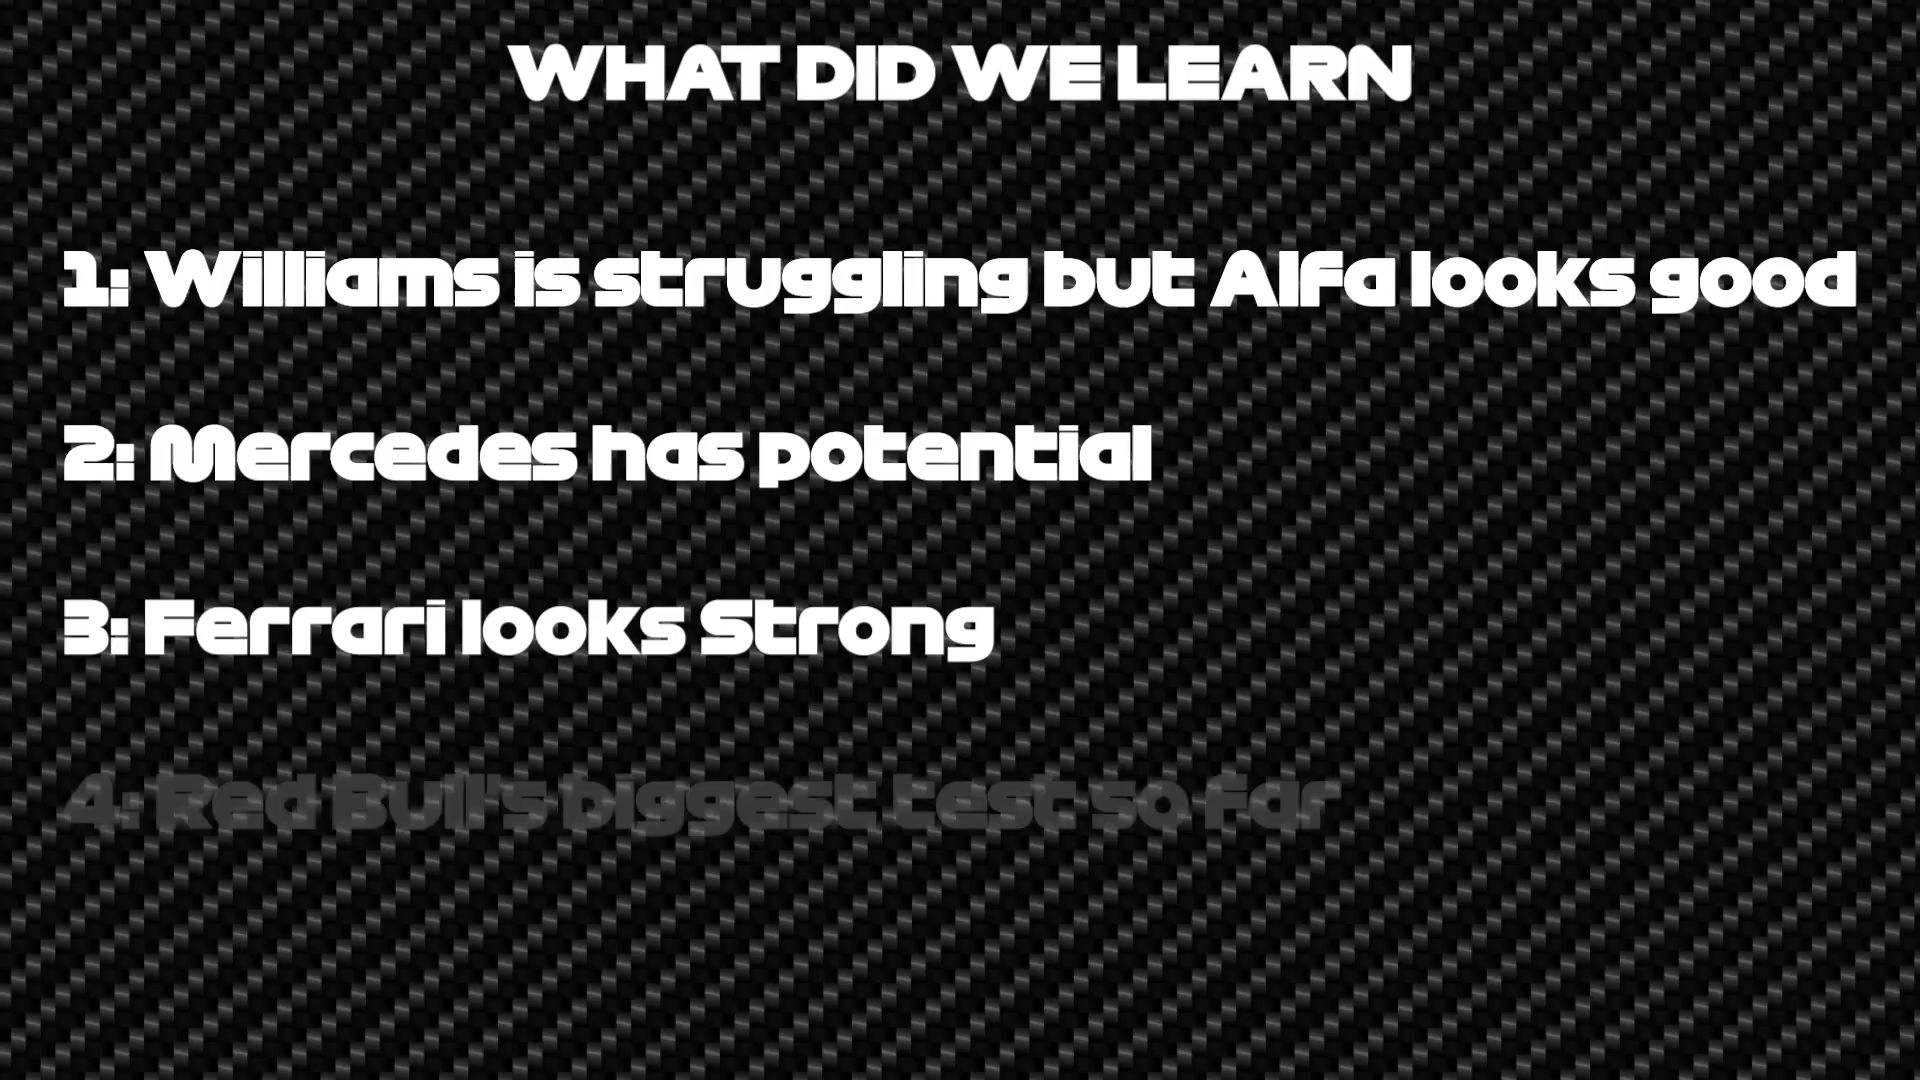 WHAT DID WE LEARN
1: Williams is struggling but Alfa looks good
2: Mercedes has potential
3: Ferrari looks Strong
4: Red Bull's biggest test so far